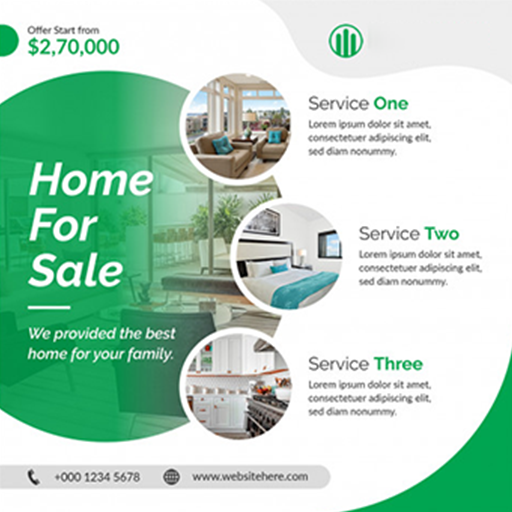 Offer Start from
$2,70,000
Home
For
Sale
We provided the best
home for your family.
Service One
Lorem ipsum dolor sit amet,
consectetuer adipiscing elit,
sed diam nonummy.
Service Two
Lorem ipsum dolor sit amet,
consectetuer adipiscing elit,
sed diam nonummy.
Service Three
Lorem ipsum dolor sit amet,
consectetuer adipiscing elit,
sed diam nonummy.
+000 1234 5678
www.websitehere.com